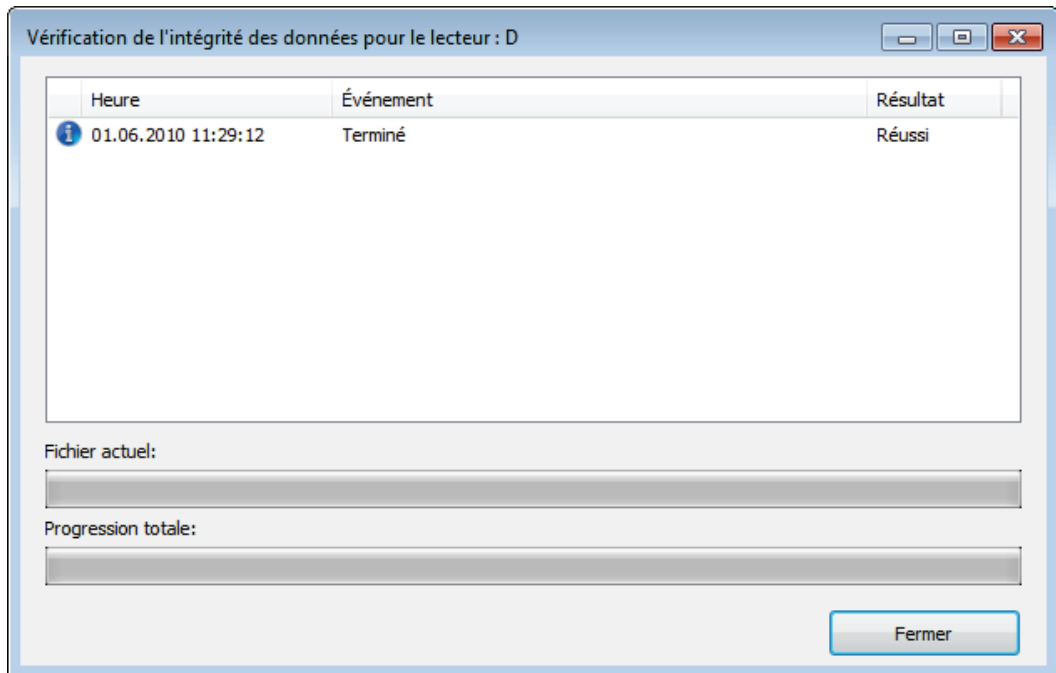 Vérification de l'intégrité des données pour le lecteur : D
Heure Événement Résultat
01.06.2010 11:29:12 Terminé Réussi
Fichier actuel:
Progression totale:
Fermer